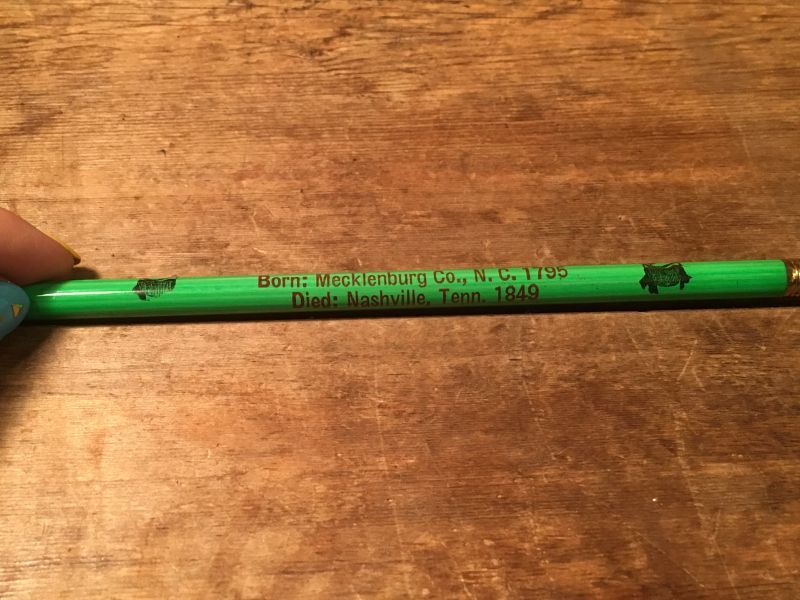 Born: Mecklenburg Co., N. C. 1795
Died: Nashville, Tenn. 1849